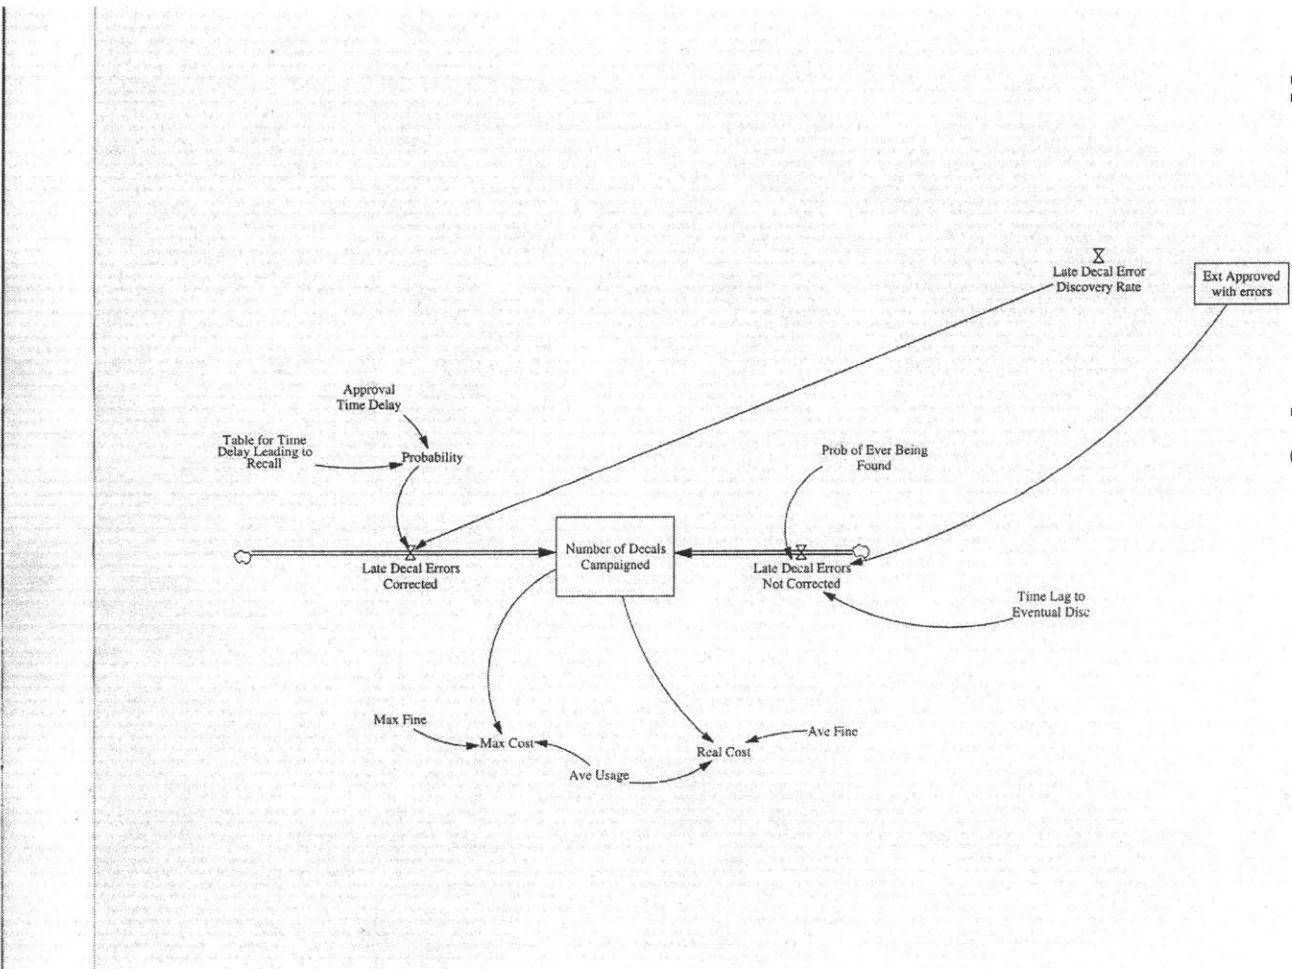 Late Decal Error
Discovery Rate
Ext Approved
with errors
Approval
Time Delay
Table for Time
Delay Leading to
Recall
Probability
Prob of Ever Being
Found
Number of Decals
Campaigned
Late Decal Errors
Corrected
Late Decal Errors
Not Corrected
Time Lag to
Eventual Disc
Max Fine
Max Cost
Ave Usage
Real Cost
Ave Fine